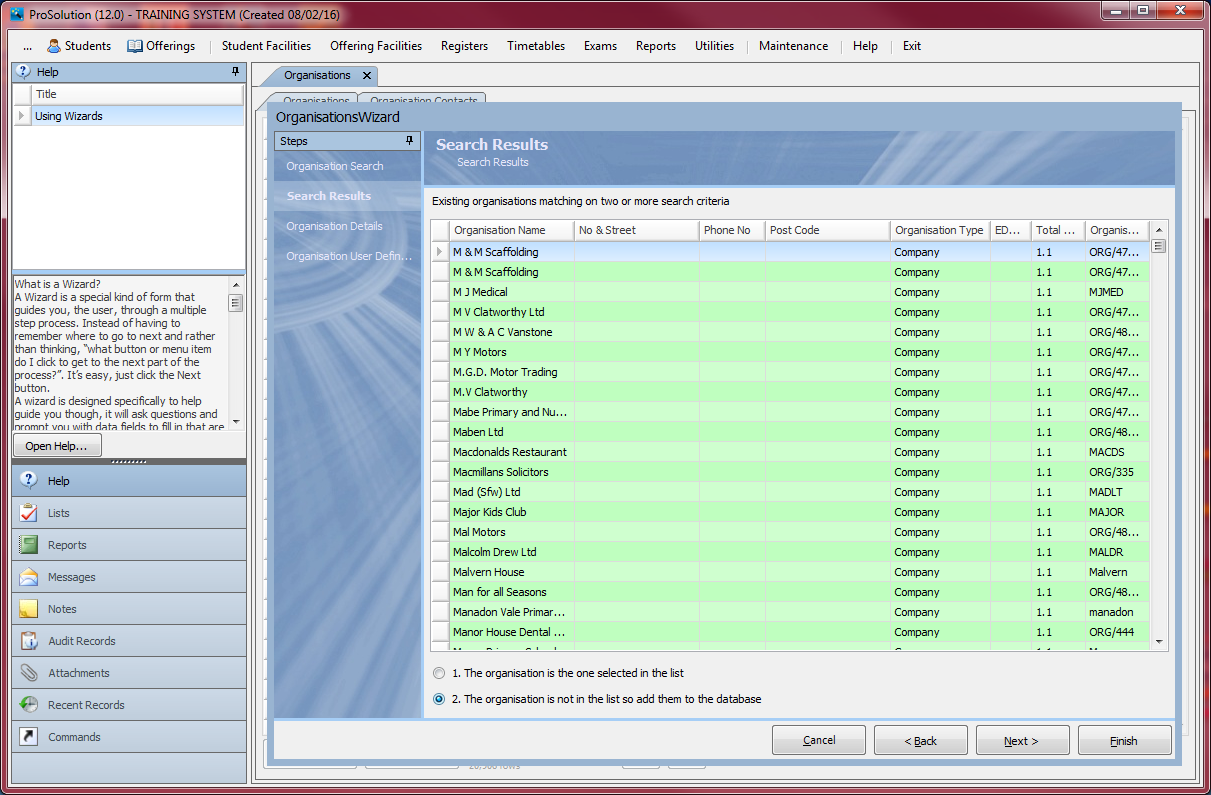 ProSolution (12.0) - TRAINING SYSTEM (Created 08/02/16)
... Students Offerings Student Facilities Offering Facilities Registers Timetables Exams Reports Utilities Maintenance Help Exit
Help
Title
Using Wizards
What is a Wizard?
A Wizard is a special kind of form that
guides you, the user, through a multiple
step process. Instead of having to
remember where to go to next and rather
than thinking, “what button or menu item
do I click to get to the next part of the
process?”. It’s easy, just click the Next
button.
A wizard is designed specifically to help
guide you though, it will ask questions and
prompt you with data fields to fill in that are
Open Help...
Help
Lists
Reports
Messages
Notes
Audit Records
Attachments
Recent Records
Commands
Organisations
Organisations Organisation Contacts
OrganisationsWizard
Steps
Organisation Search
Search Results
Organisation Details
Organisation User Defin...
Search Results
Search Results
Existing organisations matching on two or more search criteria
Organisation Name No & Street Phone No Post Code Organisation Type ED... Total ... Organis...
M & M Scaffolding Company 1.1 ORG/47...
M & M Scaffolding Company 1.1 ORG/47...
M J Medical Company 1.1 MJMED
M V Clatworthy Ltd Company 1.1 ORG/47...
M W & A C Vanstone Company 1.1 ORG/48...
M Y Motors Company 1.1 ORG/47...
M.G.D. Motor Trading Company 1.1 ORG/47...
M.V Clatworthy Company 1.1 ORG/47...
Mabe Primary and Nu... Company 1.1 ORG/47...
Maben Ltd Company 1.1 ORG/48...
Macdonalds Restaurant Company 1.1 MACDS
Macmillans Solicitors Company 1.1 ORG/335
Mad (Sfw) Ltd Company 1.1 MADLT
Major Kids Club Company 1.1 MAJOR
Mal Motors Company 1.1 ORG/48...
Malcolm Drew Ltd Company 1.1 MALDR
Malvern House Company 1.1 Malvern
Man for all Seasons Company 1.1 ORG/48...
Manadon Vale Primar... Company 1.1 manadon
Manor House Dental ... Company 1.1 ORG/444
1. The organisation is the one selected in the list
2. The organisation is not in the list so add them to the database
Cancel < Back Next > Finish